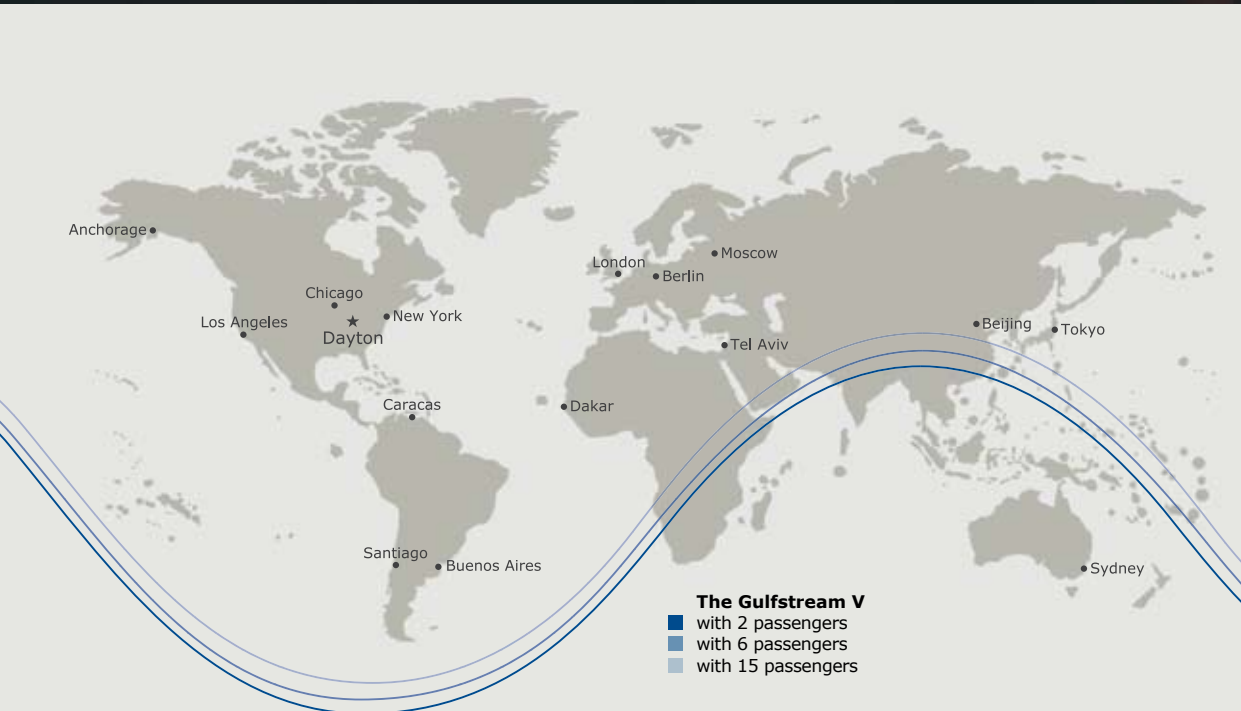 Anchorage
Moscow
London
Berlin
Chicago
New York
Los Angeles
Dayton
Beijing
Tokyo
Tel Aviv
Caracas
Dakar
Santiago
Buenos Aires
Sydney
The Gulfstream V
with 2 passengers
with 6 passengers
with 15 passengers